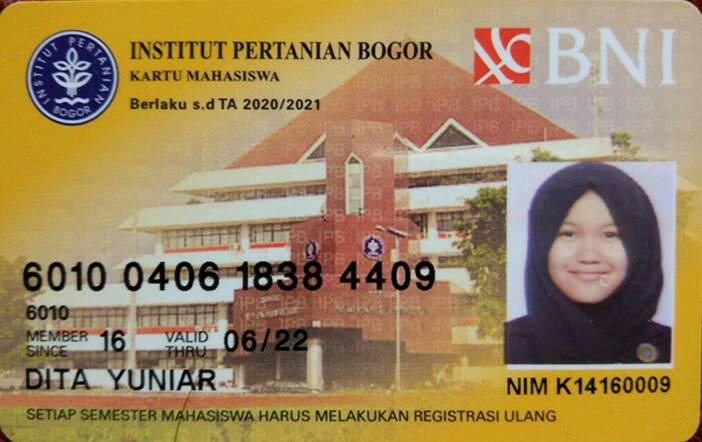 INSTITUT PERTANIAN BOGOR
INSTITUT PERTANIAN BOGOR
KARTU MAHASISWA
Berlaku s.d TA 2020/2021
BNI
6010 0406 1838 4409
6010
MEMBER SINCE 16 VALID THRU 06/22
DITA YUNIAR
NIM K14160009
SETIAP SEMESTER MAHASISWA HARUS MELAKUKAN REGISTRASI ULANG